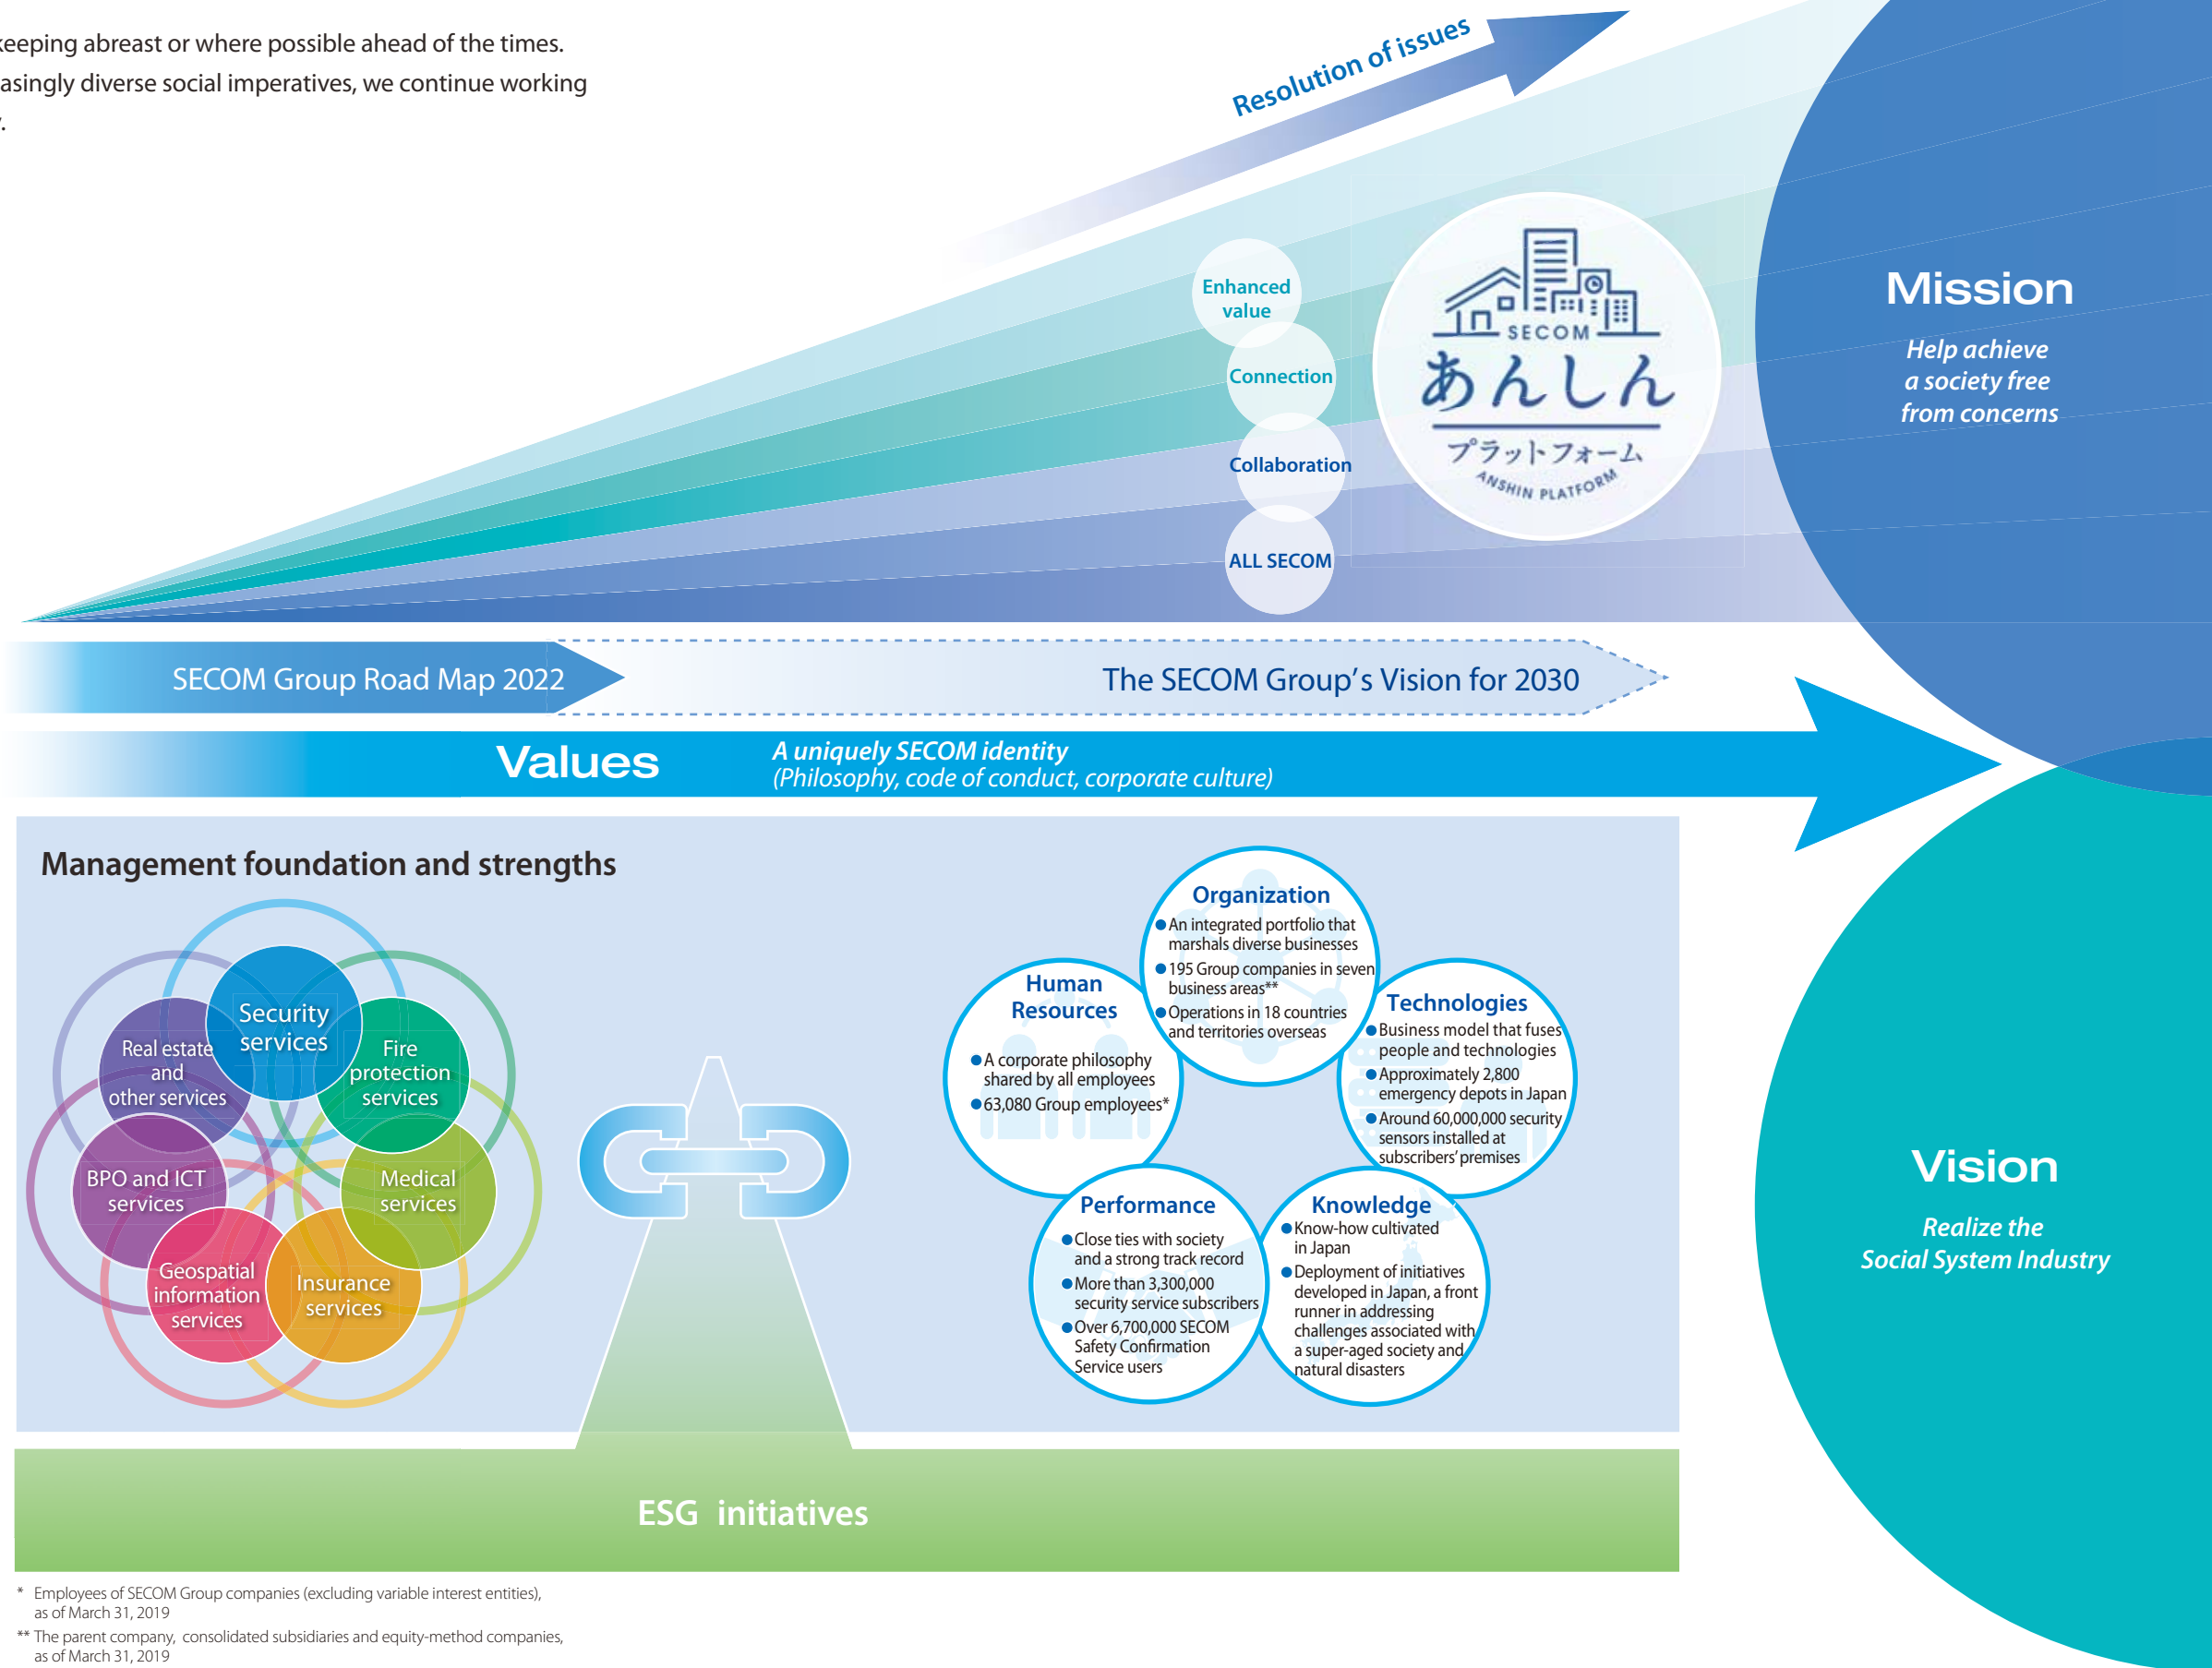 keeping abreast or where possible ahead of the times.
asingly diverse social imperatives, we continue working
Resolution of issues
Enhanced
value
Connection
Collaboration
ALL SECOM
SECOM
あんしん
プラットフォーム
ANSHIN PLATFORM
Mission
Help achieve
a society free
from concerns
SECOM Group Road Map 2022
The SECOM Group's Vision for 2030
Values
A uniquely SECOM identity
(Philosophy, code of conduct, corporate culture)
Management foundation and strengths
Security
services
Fire
protection
services
Medical
services
Insurance
services
Geospatial
information
services
BPO and ICT
services
Real estate
and
other services
Organization
●An integrated portfolio that
marshals diverse businesses
●195 Group companies in seven
business areas**
●Operations in 18 countries
and territories overseas
Human
Resources
●A corporate philosophy
shared by all employees
●63,080 Group employees*
Technologies
●Business model that fuses
people and technologies
●Approximately 2,800
emergency depots in Japan
●Around 60,000,000 security
sensors installed at
subscribers' premises
Performance
●Close ties with society
and a strong track record
●More than 3,300,000
security service subscribers
●Over 6,700,000 SECOM
Safety Confirmation
Service users
Knowledge
●Know-how cultivated
in Japan
●Deployment of initiatives
developed in Japan, a front
runner in addressing
challenges associated with
a super-aged society and
natural disasters
Vision
Realize the
Social System Industry
ESG initiatives
* Employees of SECOM Group companies (excluding variable interest entities),
as of March 31, 2019
** The parent company, consolidated subsidiaries and equity-method companies,
as of March 31, 2019